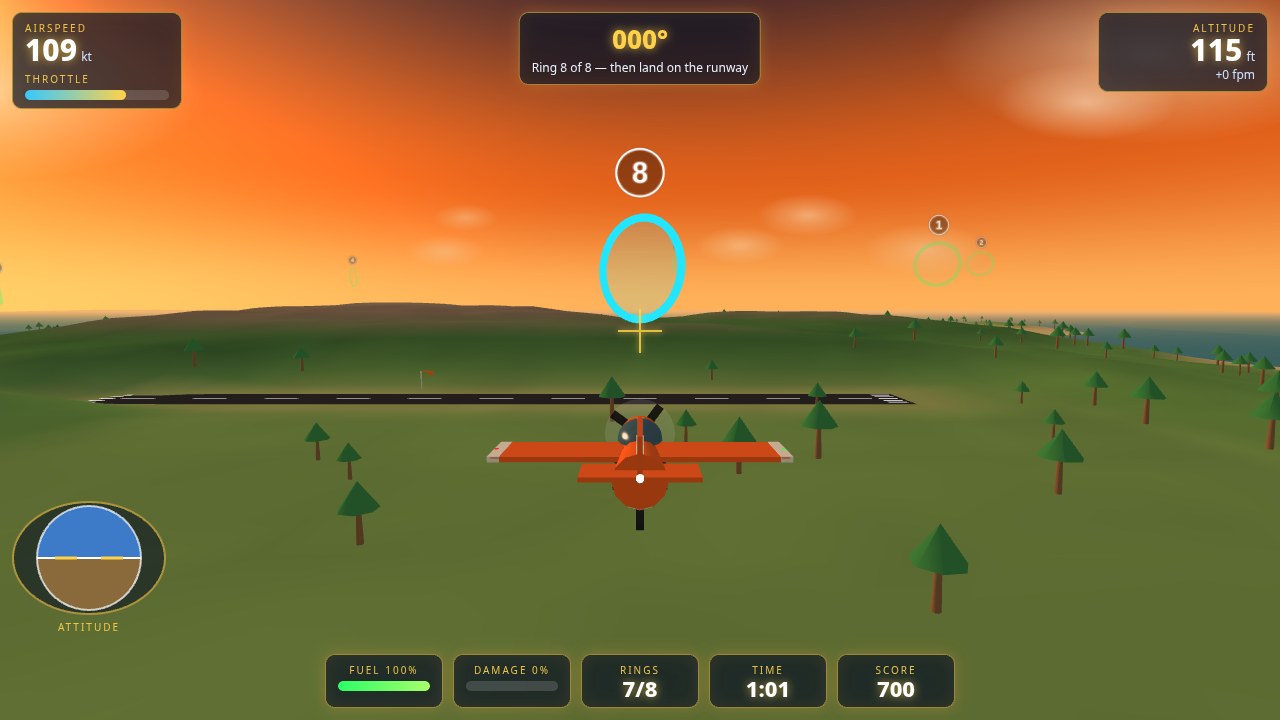 AIRSPEED
109 kt
THROTTLE
000°
Ring 8 of 8 — then land on the runway
ALTITUDE
115 ft
+0 fpm
8
1
2
ATTITUDE
FUEL 100%
DAMAGE 0%
RINGS
7/8
TIME
1:01
SCORE
700